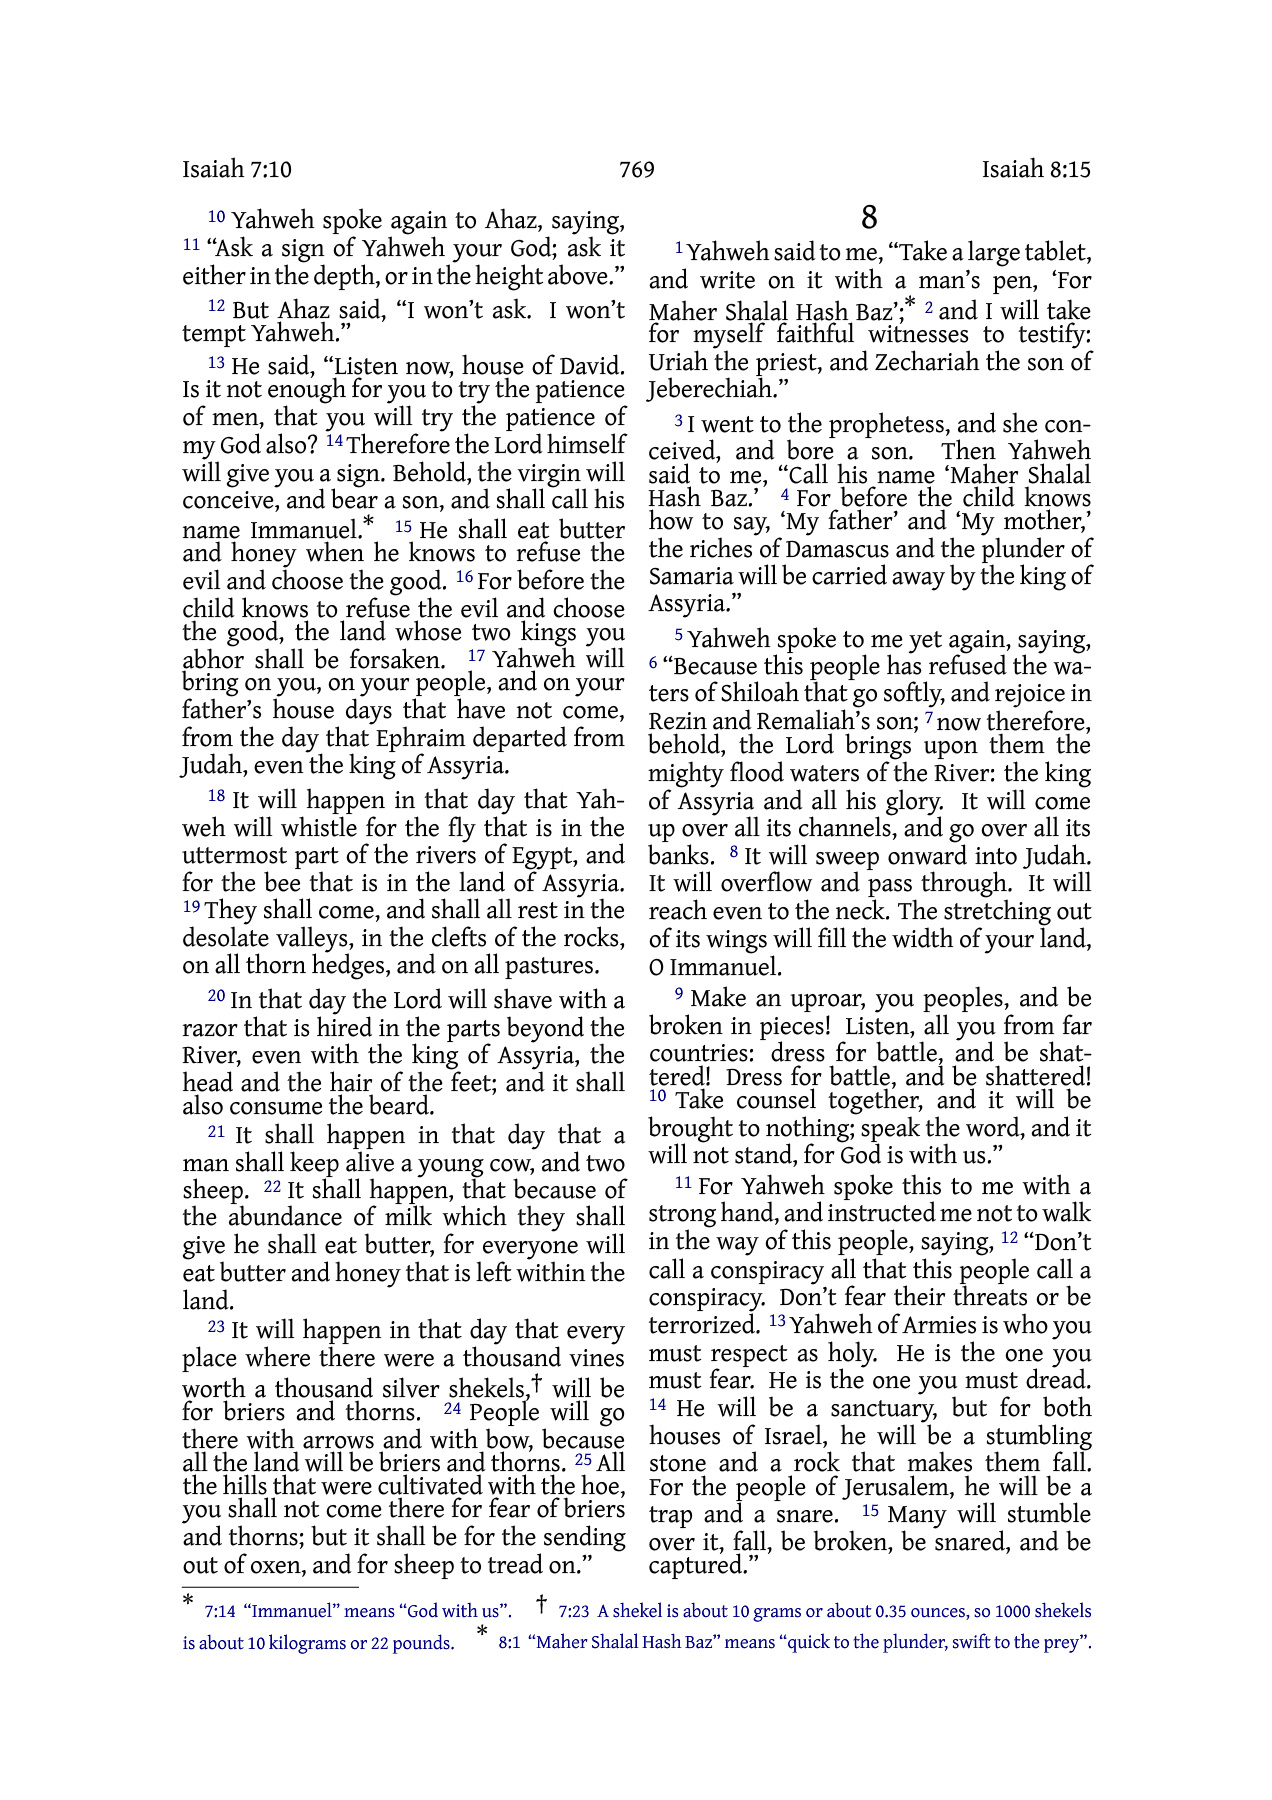 Isaiah 7:10 769 Isaiah 8:15
10 Yahweh spoke again to Ahaz, saying,
11 “Ask a sign of Yahweh your God; ask it
either in the depth, or in the height above.”
12 But Ahaz said, “I won’t ask. I won’t
tempt Yahweh.”
13 He said, “Listen now, house of David.
Is it not enough for you to try the patience
of men, that you will try the patience of
my God also? 14 Therefore the Lord himself
will give you a sign. Behold, the virgin will
conceive, and bear a son, and shall call his
name Immanuel.* 15 He shall eat butter
and honey when he knows to refuse the
evil and choose the good. 16 For before the
child knows to refuse the evil and choose
the good, the land whose two kings you
abhor shall be forsaken. 17 Yahweh will
bring on you, on your people, and on your
father’s house days that have not come,
from the day that Ephraim departed from
Judah, even the king of Assyria.
18 It will happen in that day that Yah-
weh will whistle for the fly that is in the
uttermost part of the rivers of Egypt, and
for the bee that is in the land of Assyria.
19 They shall come, and shall all rest in the
desolate valleys, in the clefts of the rocks,
on all thorn hedges, and on all pastures.
20 In that day the Lord will shave with a
razor that is hired in the parts beyond the
River, even with the king of Assyria, the
head and the hair of the feet; and it shall
also consume the beard.
21 It shall happen in that day that a
man shall keep alive a young cow, and two
sheep. 22 It shall happen, that because of
the abundance of milk which they shall
give he shall eat butter, for everyone will
eat butter and honey that is left within the
land.
23 It will happen in that day that every
place where there were a thousand vines
worth a thousand silver shekels,† will be
for briers and thorns. 24 People will go
there with arrows and with bow, because
all the land will be briers and thorns. 25 All
the hills that were cultivated with the hoe,
you shall not come there for fear of briers
and thorns; but it shall be for the sending
out of oxen, and for sheep to tread on.”
8
1 Yahweh said to me, “Take a large tablet,
and write on it with a man’s pen, ‘For
Maher Shalal Hash Baz’;* 2 and I will take
for myself faithful witnesses to testify:
Uriah the priest, and Zechariah the son of
Jeberechiah.”
3 I went to the prophetess, and she con-
ceived, and bore a son. Then Yahweh
said to me, “Call his name ‘Maher Shalal
Hash Baz.’ 4 For before the child knows
how to say, ‘My father’ and ‘My mother,’
the riches of Damascus and the plunder of
Samaria will be carried away by the king of
Assyria.”
5 Yahweh spoke to me yet again, saying,
6 “Because this people has refused the wa-
ters of Shiloah that go softly, and rejoice in
Rezin and Remaliah’s son; 7 now therefore,
behold, the Lord brings upon them the
mighty flood waters of the River: the king
of Assyria and all his glory. It will come
up over all its channels, and go over all its
banks. 8 It will sweep onward into Judah.
It will overflow and pass through. It will
reach even to the neck. The stretching out
of its wings will fill the width of your land,
O Immanuel.
9 Make an uproar, you peoples, and be
broken in pieces! Listen, all you from far
countries: dress for battle, and be shat-
tered! Dress for battle, and be shattered!
10 Take counsel together, and it will be
brought to nothing; speak the word, and it
will not stand, for God is with us.”
11 For Yahweh spoke this to me with a
strong hand, and instructed me not to walk
in the way of this people, saying, 12 “Don’t
call a conspiracy all that this people call a
conspiracy. Don’t fear their threats or be
terrorized. 13 Yahweh of Armies is who you
must respect as holy. He is the one you
must fear. He is the one you must dread.
14 He will be a sanctuary, but for both
houses of Israel, he will be a stumbling
stone and a rock that makes them fall.
For the people of Jerusalem, he will be a
trap and a snare. 15 Many will stumble
over it, fall, be broken, be snared, and be
captured.”
* 7:14 “Immanuel” means “God with us”. † 7:23 A shekel is about 10 grams or about 0.35 ounces, so 1000 shekels
is about 10 kilograms or 22 pounds. * 8:1 “Maher Shalal Hash Baz” means “quick to the plunder, swift to the prey”.